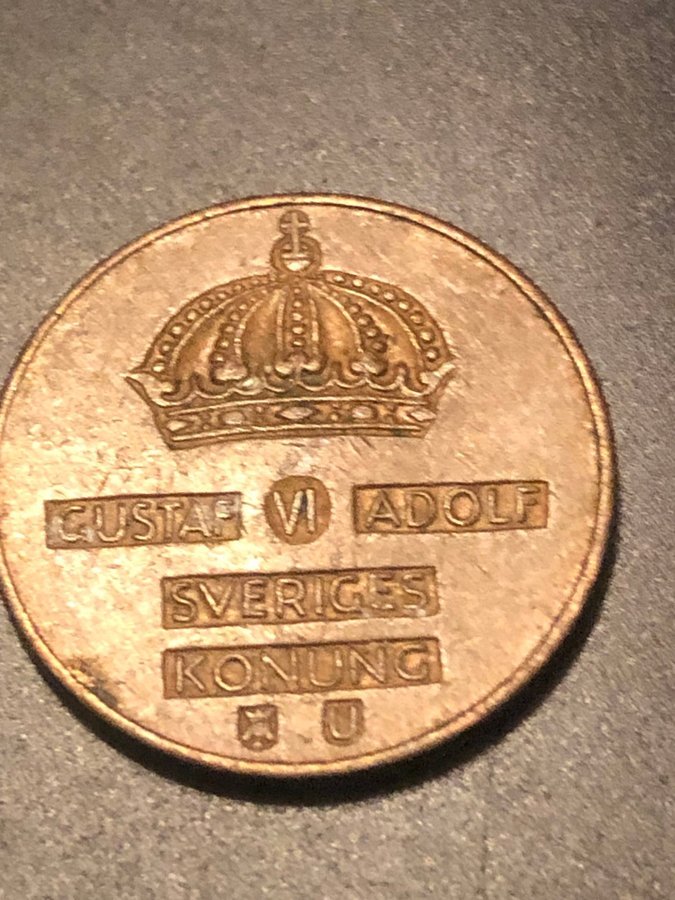 GUSTAF VI ADOLF
SVERIGES
KONUNG
U